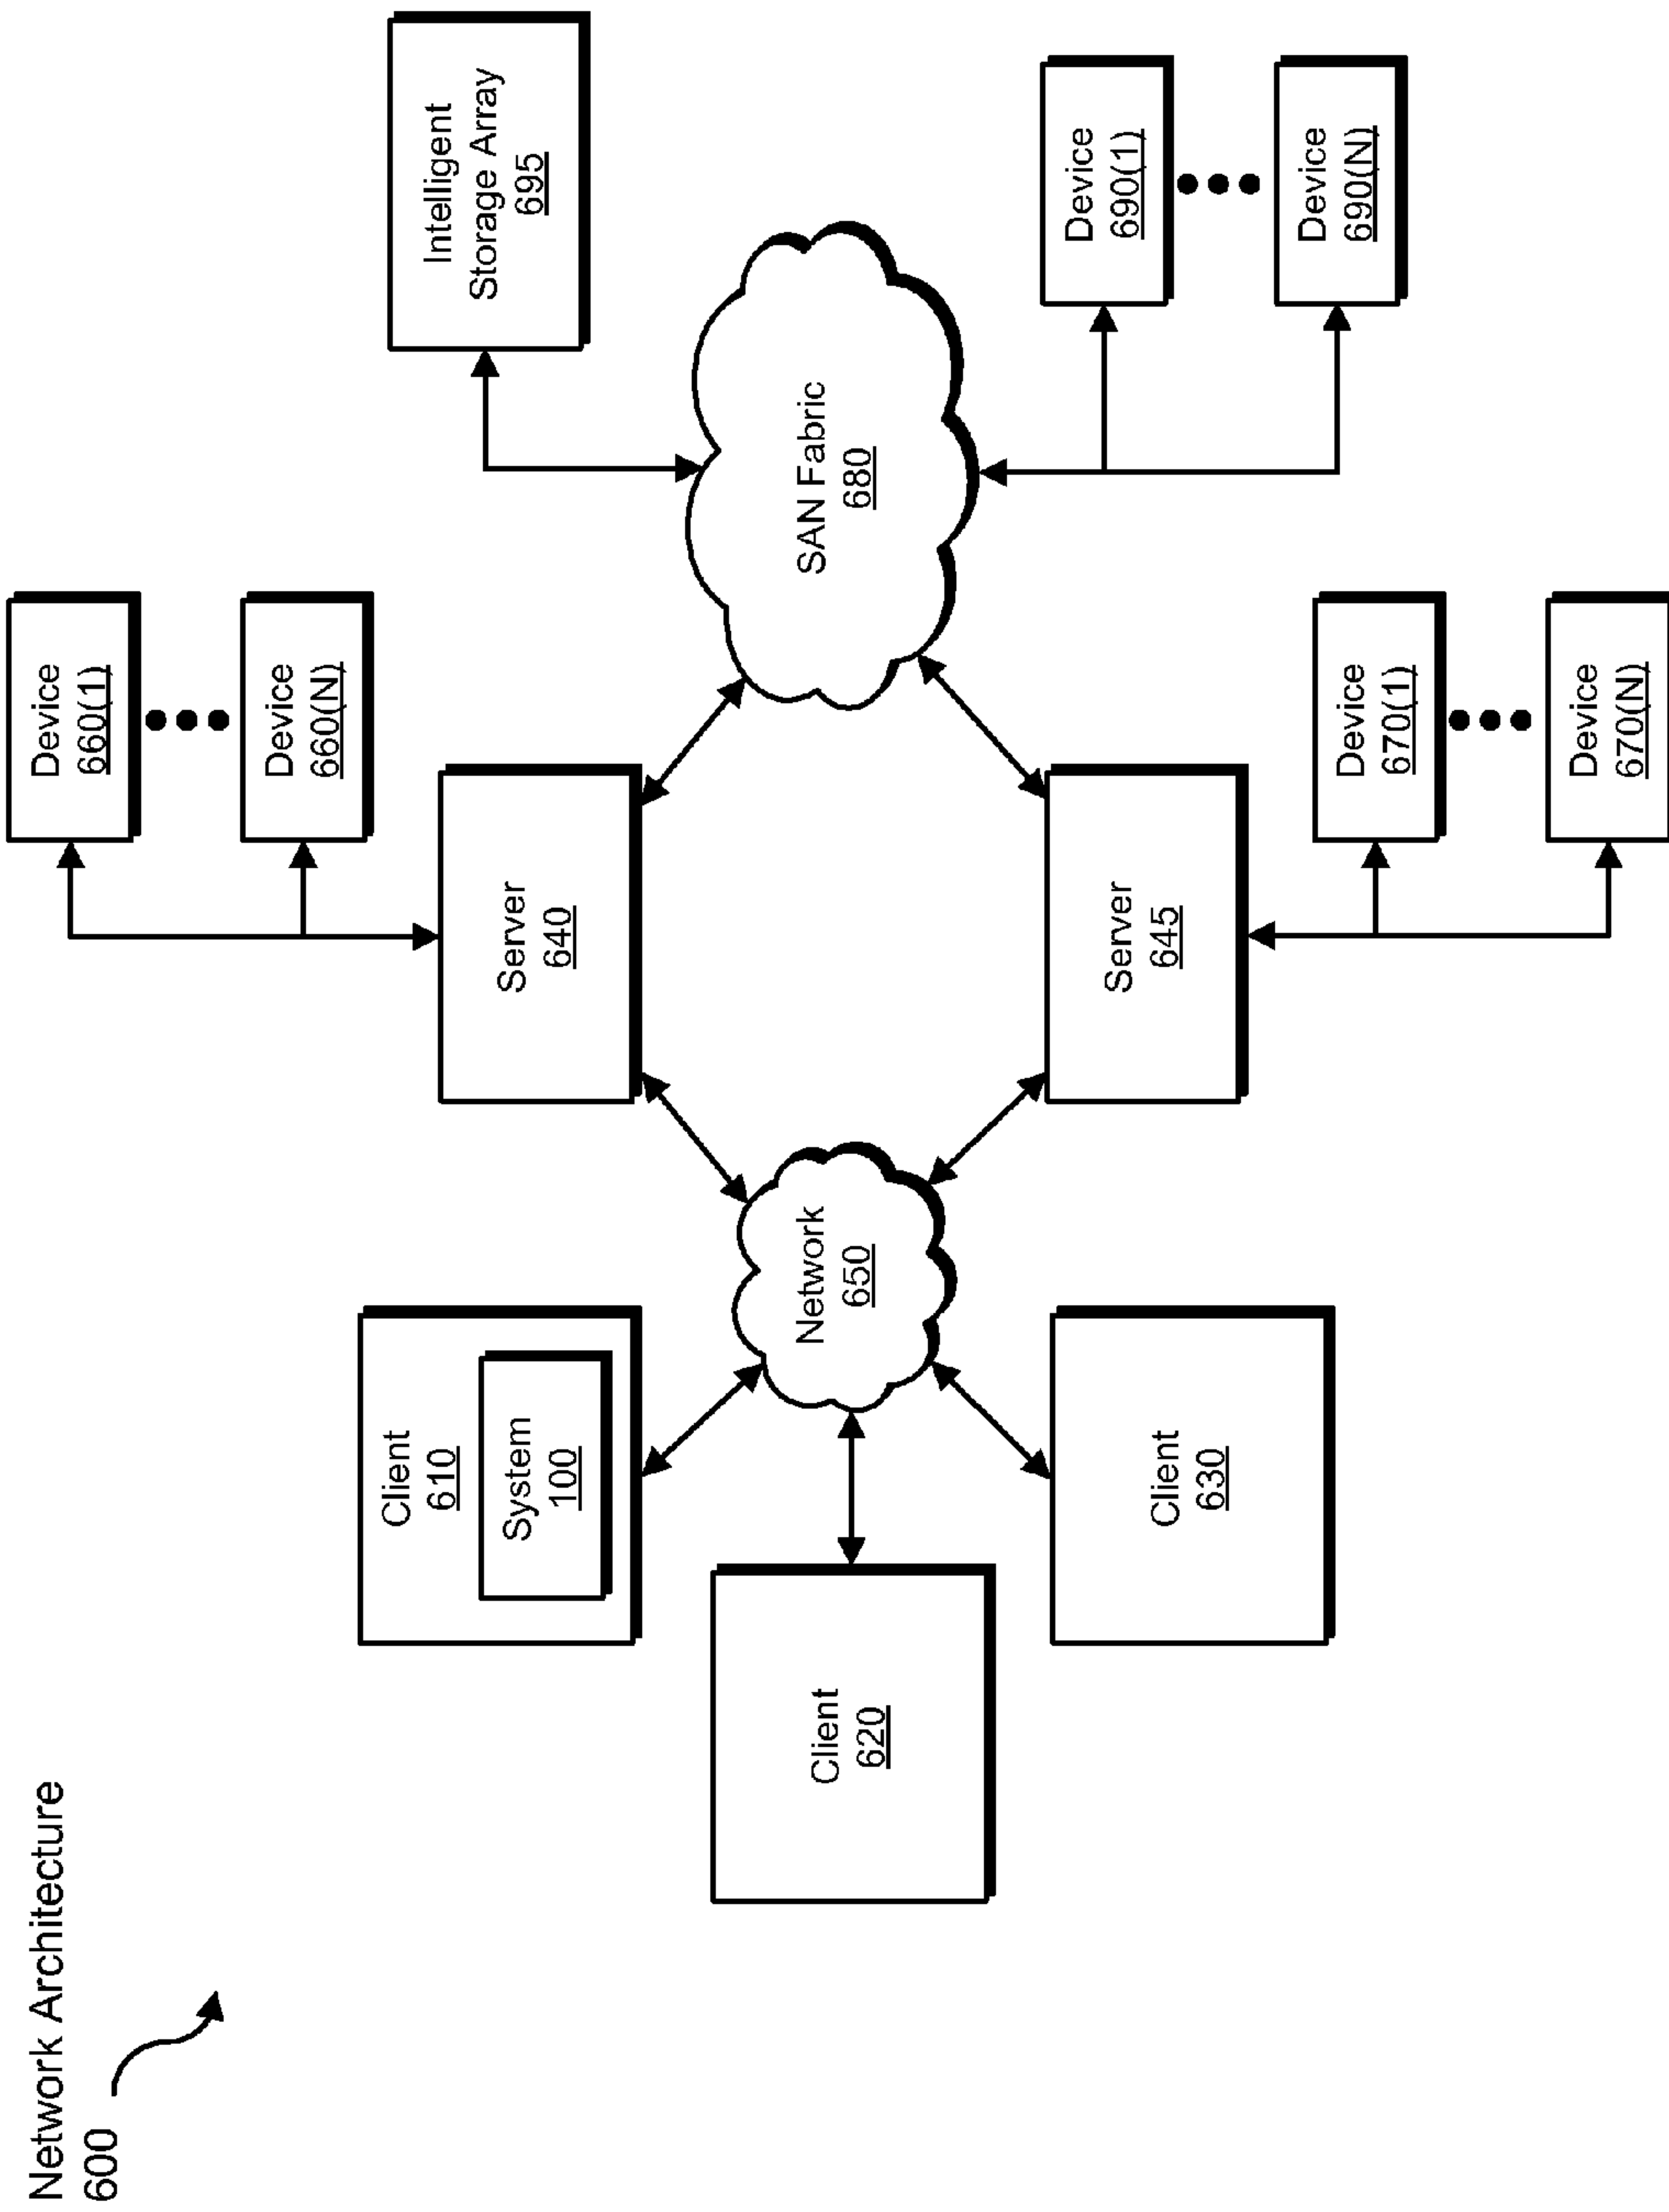 Network Architecture
600
Device
660(1)
Device
660(N)
Intelligent
Storage Array
695
Client
610
System
100
Server
640
Client
620
Network
650
SAN Fabric
680
Client
630
Server
645
Device
690(1)
Device
690(N)
Device
670(1)
Device
670(N)